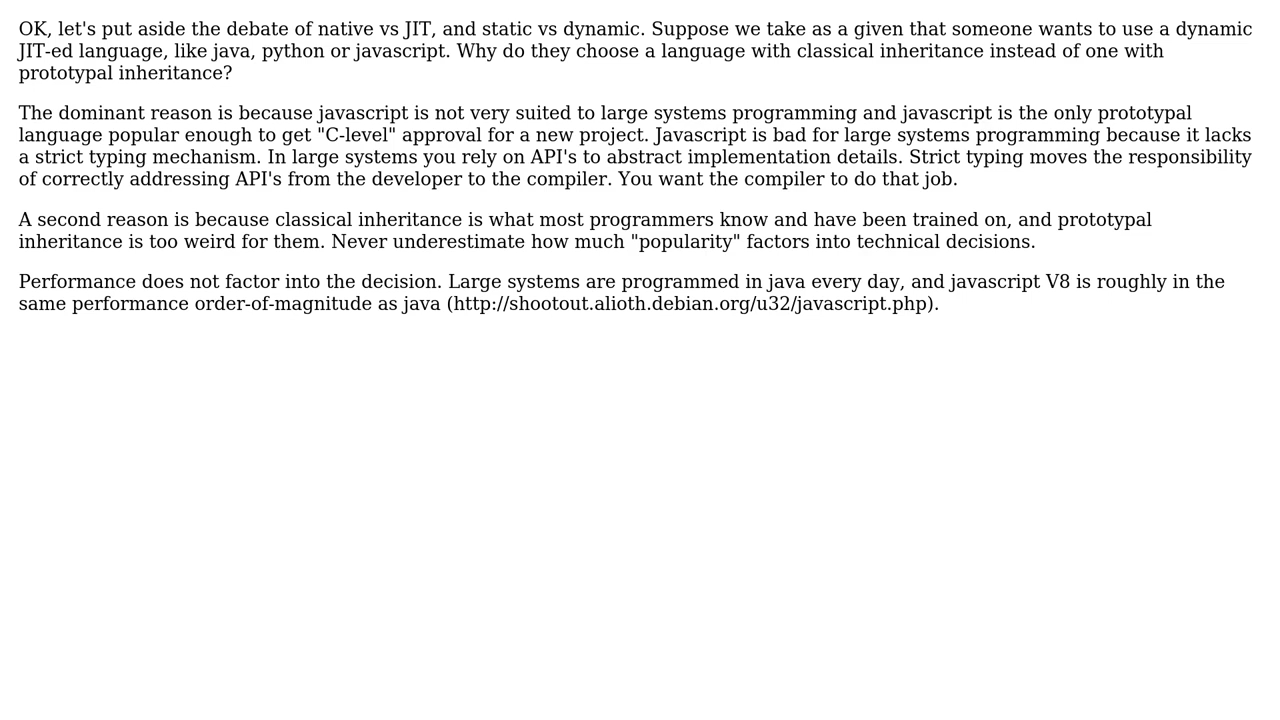 OK, let's put aside the debate of native vs JIT, and static vs dynamic. Suppose we take as a given that someone wants to use a dynamic
JIT-ed language, like java, python or javascript. Why do they choose a language with classical inheritance instead of one with
prototypal inheritance?
The dominant reason is because javascript is not very suited to large systems programming and javascript is the only prototypal
language popular enough to get "C-level" approval for a new project. Javascript is bad for large systems programming because it lacks
a strict typing mechanism. In large systems you rely on API's to abstract implementation details. Strict typing moves the responsibility
of correctly addressing API's from the developer to the compiler. You want the compiler to do that job.
A second reason is because classical inheritance is what most programmers know and have been trained on, and prototypal
inheritance is too weird for them. Never underestimate how much "popularity" factors into technical decisions.
Performance does not factor into the decision. Large systems are programmed in java every day, and javascript V8 is roughly in the
same performance order-of-magnitude as java (http://shootout.alioth.debian.org/u32/javascript.php).